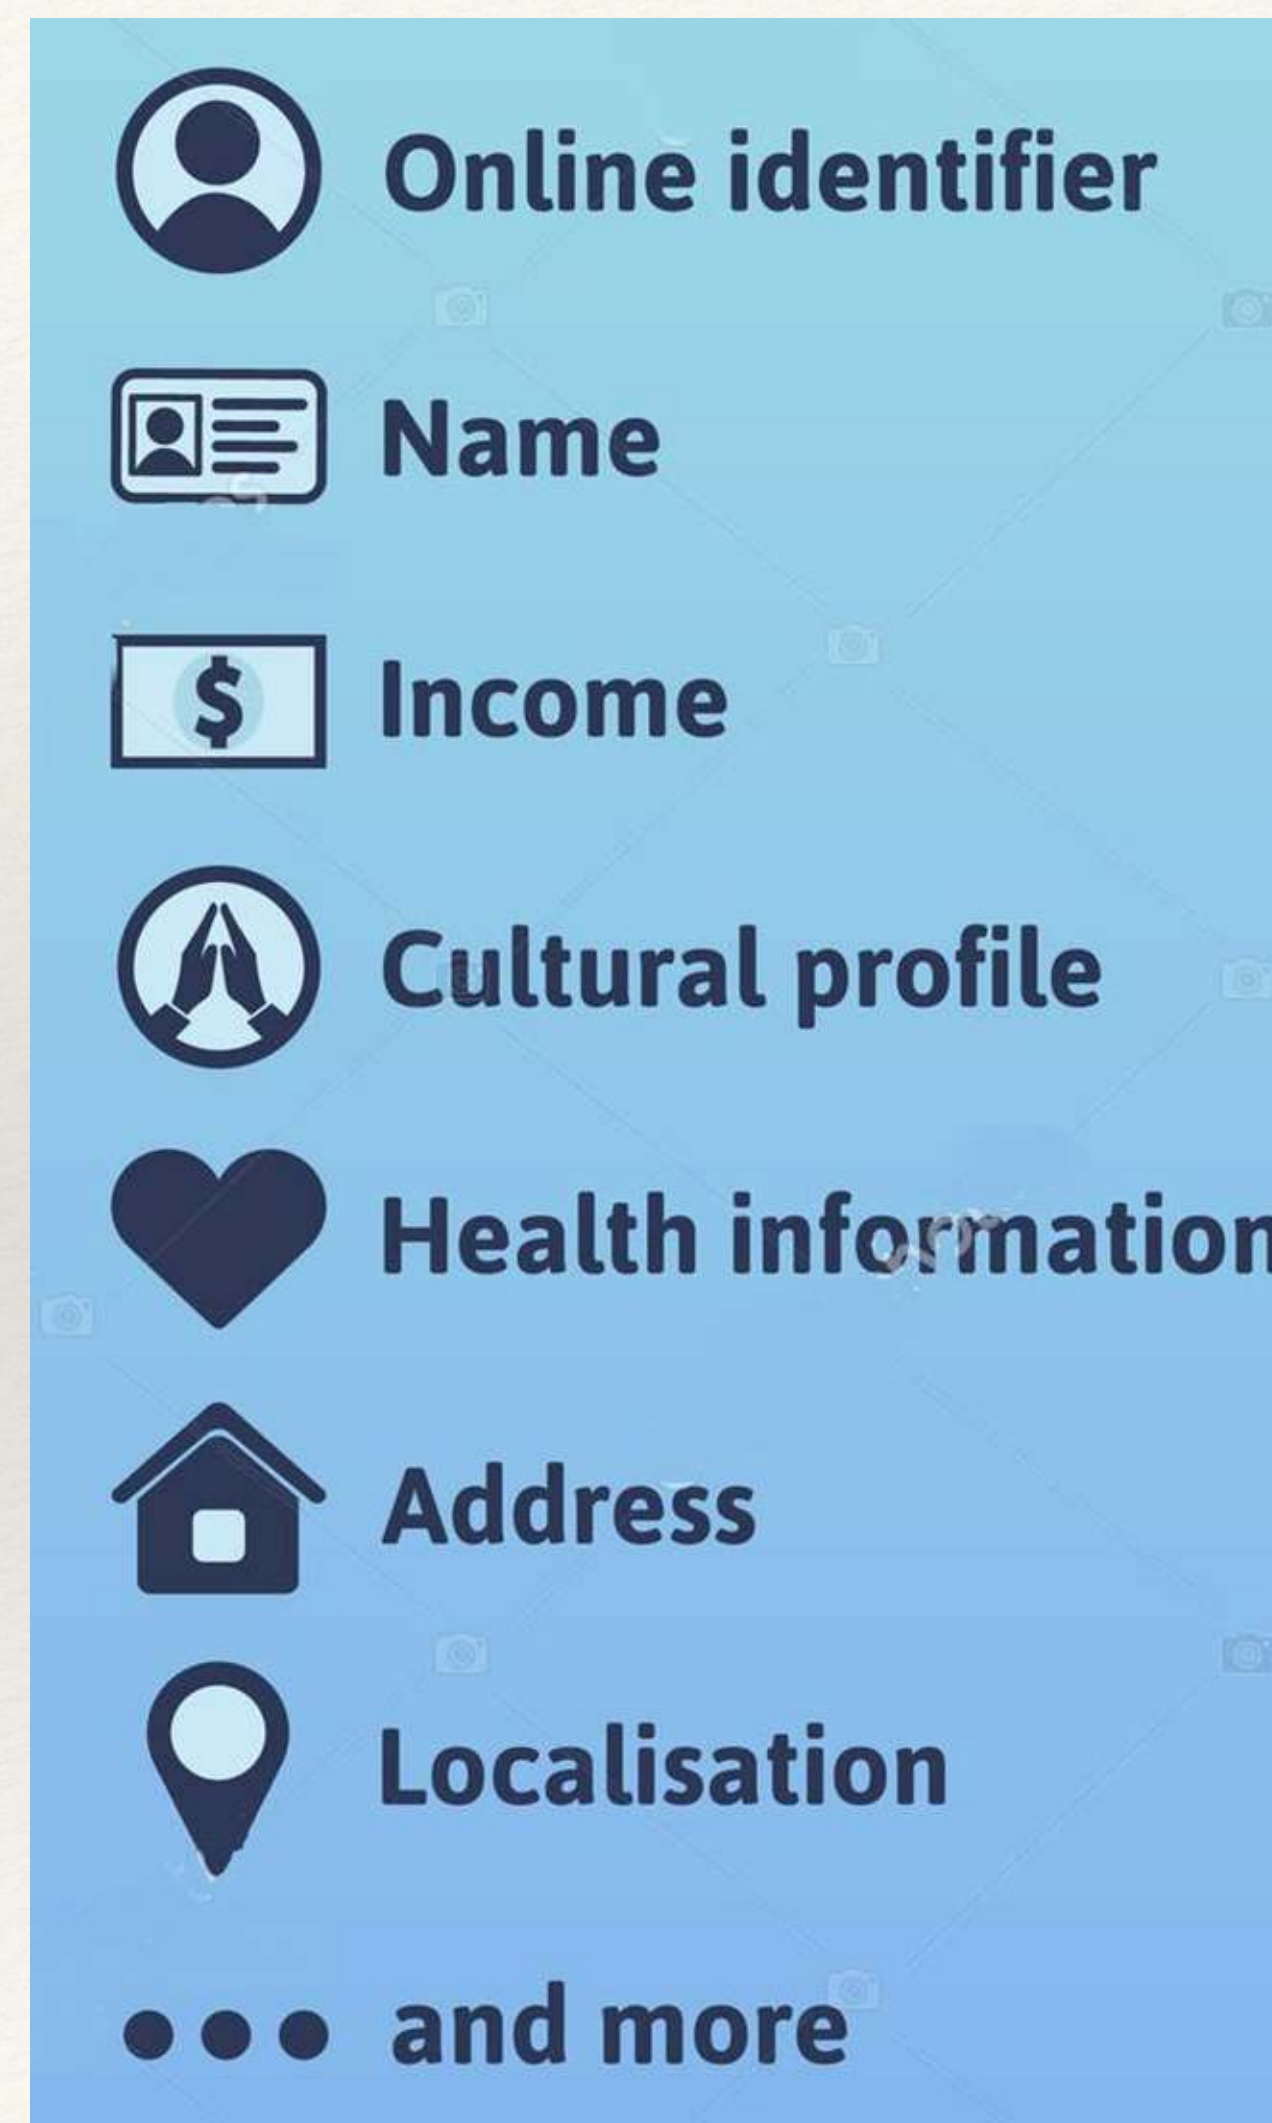 Online identifier
Name
$
Income
Cultural profile
Health information
Address
Localisation
and more